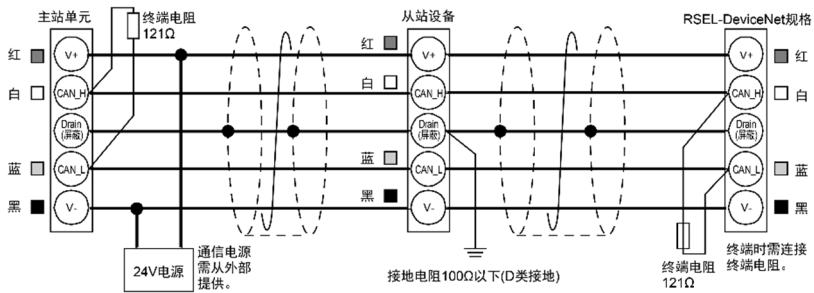 主站单元
终端电阻
121Ω
从站设备
RSEL-DeviceNet规格
红
V+
红
V+
V+
红
白
CAN_H
白
CAN_H
CAN_H
白
Drain
(屏蔽)
Drain
(屏蔽)
Drain
(屏蔽)
蓝
CAN_L
蓝
CAN_L
CAN_L
蓝
黑
V-
黑
V-
V-
黑
24V电源
通信电源
需从外部
提供。
接地电阻100Ω以下(D类接地)
终端电阻
121Ω
终端时需连接
终端电阻。